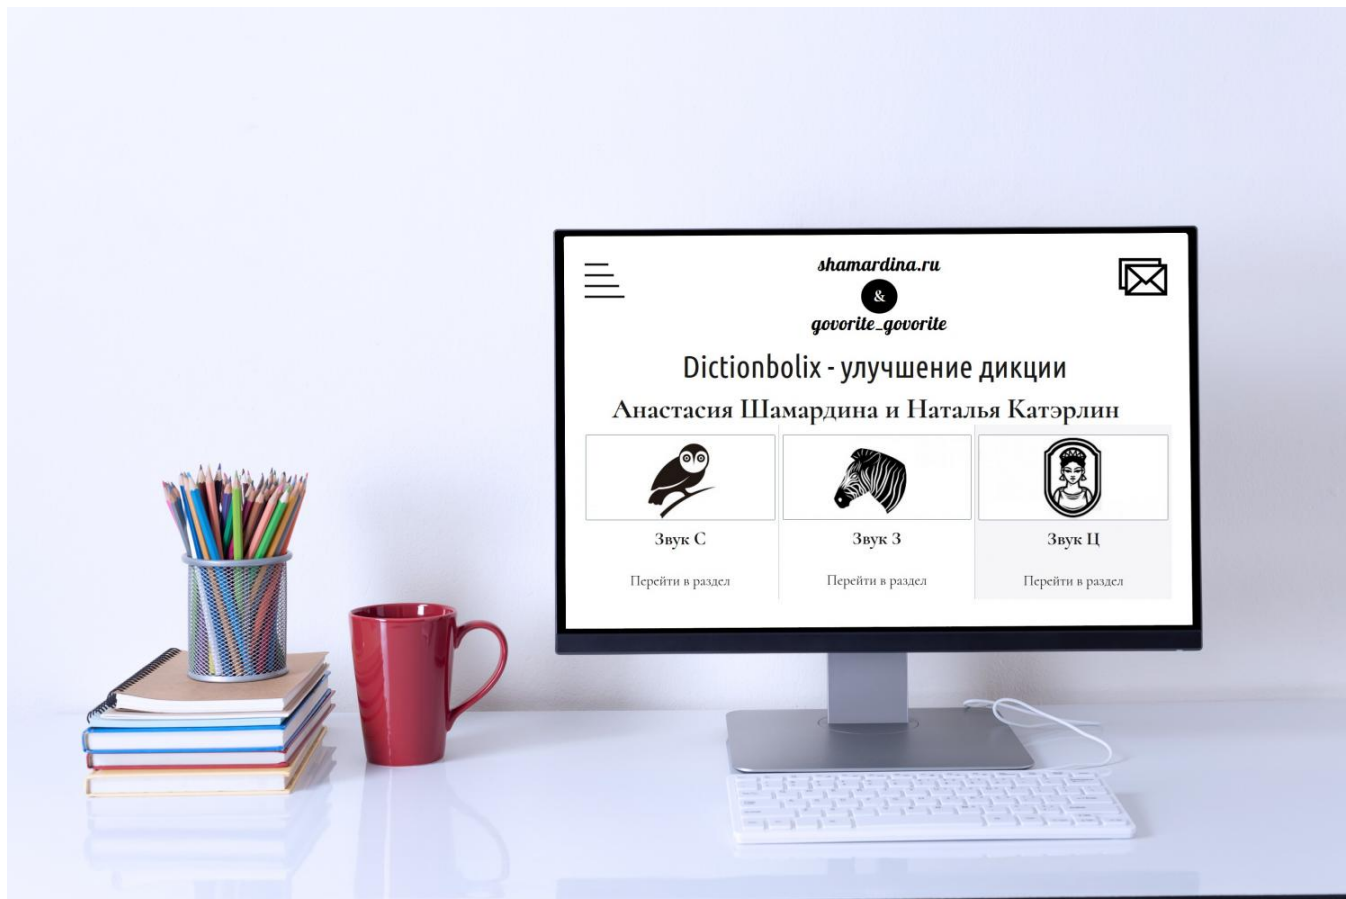 shamardina.ru
&
govorite_govorite
Dictionbolix - улучшение дикции
Анастасия Шамардина и Наталья Катэрлин
Звук С
Звук З
Звук Ц
Перейти в раздел
Перейти в раздел
Перейти в раздел